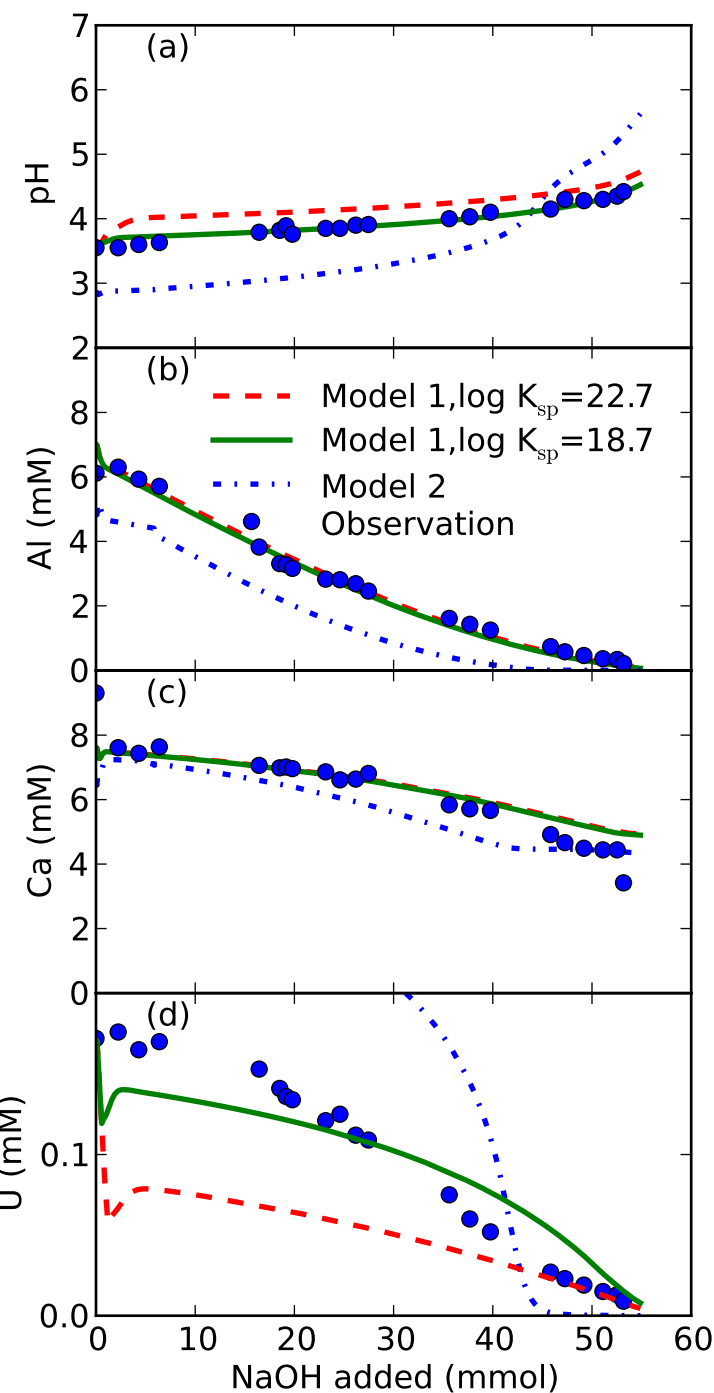 7
(a)
6
5
pH
4
3
2
(b)
8
Model 1,log Ksp=22.7
Model 1,log Ksp=18.7
6
Model 2
Observation
Al (mM)
4
2
0
(c)
8
6
Ca (mM)
4
2
0
(d)
U (mM)
0.1
0.0
0 10 20 30 40 50 60
NaOH added (mmol)